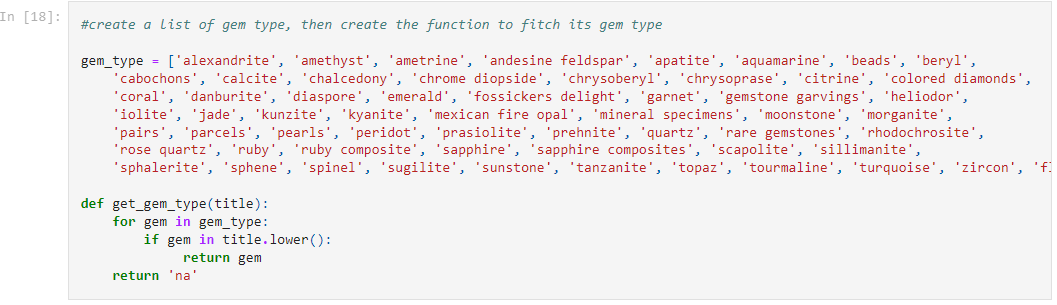 In [18]:
#create a list of gem type, then create the function to fitch its gem type
gem_type = ['alexandrite', 'amethyst', 'ametrine', 'andesine feldspar', 'apatite', 'aquamarine', 'beads', 'beryl',
'cabochons', 'calcite', 'chalcedony', 'chrome diopside', 'chrysoberyl', 'chrysoprase', 'citrine', 'colored diamonds',
'coral', 'danburite', 'diaspore', 'emerald', 'fossickers delight', 'garnet', 'gemstone garvings', 'heliodor',
'iolite', 'jade', 'kunzite', 'kyanite', 'mexican fire opal', 'mineral specimens', 'moonstone', 'morganite',
'pairs', 'parcels', 'pearls', 'peridot', 'prasiolite', 'prehnite', 'quartz', 'rare gemstones', 'rhodochrosite',
'rose quartz', 'ruby', 'ruby composite', 'sapphire', 'sapphire composites', 'scapolite', 'sillimanite',
'sphalerite', 'sphene', 'spinel', 'sugilite', 'sunstone', 'tanzanite', 'topaz', 'tourmaline', 'turquoise', 'zircon',
def get_gem_type(title):
for gem in gem_type:
if gem in title.lower():
return gem
return 'na'